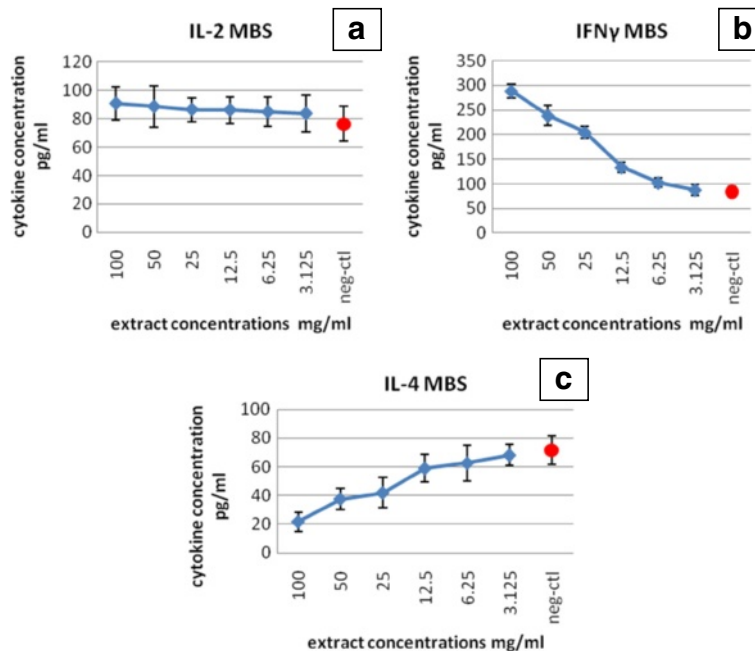 IL-2 MBS
a
cytokine concentration
pg/ml
120
100
80
60
40
20
0
100
50
25
12.5
6.25
3.125
neg-ctl
extract concentrations mg/ml
IFNγ MBS
b
cytokine concentration
pg/ml
350
300
250
200
150
100
50
0
100
50
25
12.5
6.25
3.125
neg-ctl
extract concentrations mg/ml
IL-4 MBS
c
cytokine concentration
pg/ml
100
80
60
40
20
0
100
50
25
12.5
6.25
3.125
neg-ctl
extract concentrations mg/ml